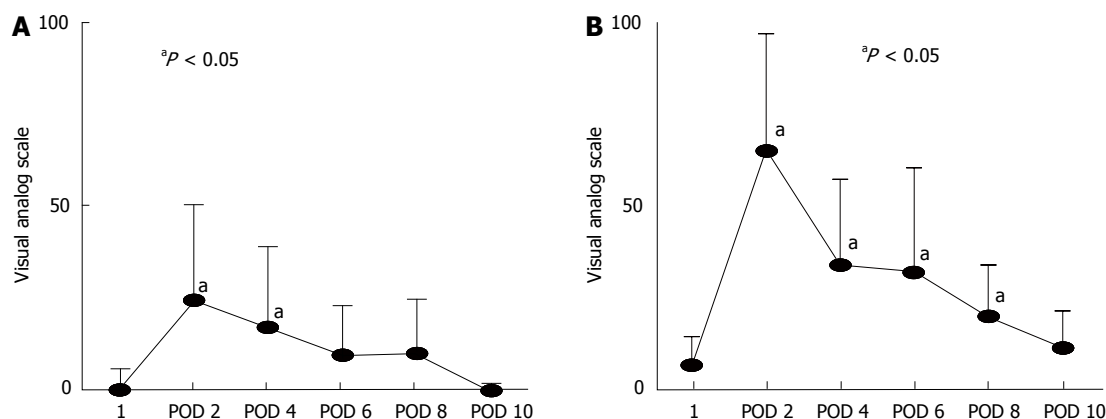 A
100
ᵃP < 0.05
Visual analog scale
50
a
a
0
1 POD 2 POD 4 POD 6 POD 8 POD 10
B
100
ᵃP < 0.05
Visual analog scale
a
50
a
a
a
0
1 POD 2 POD 4 POD 6 POD 8 POD 10